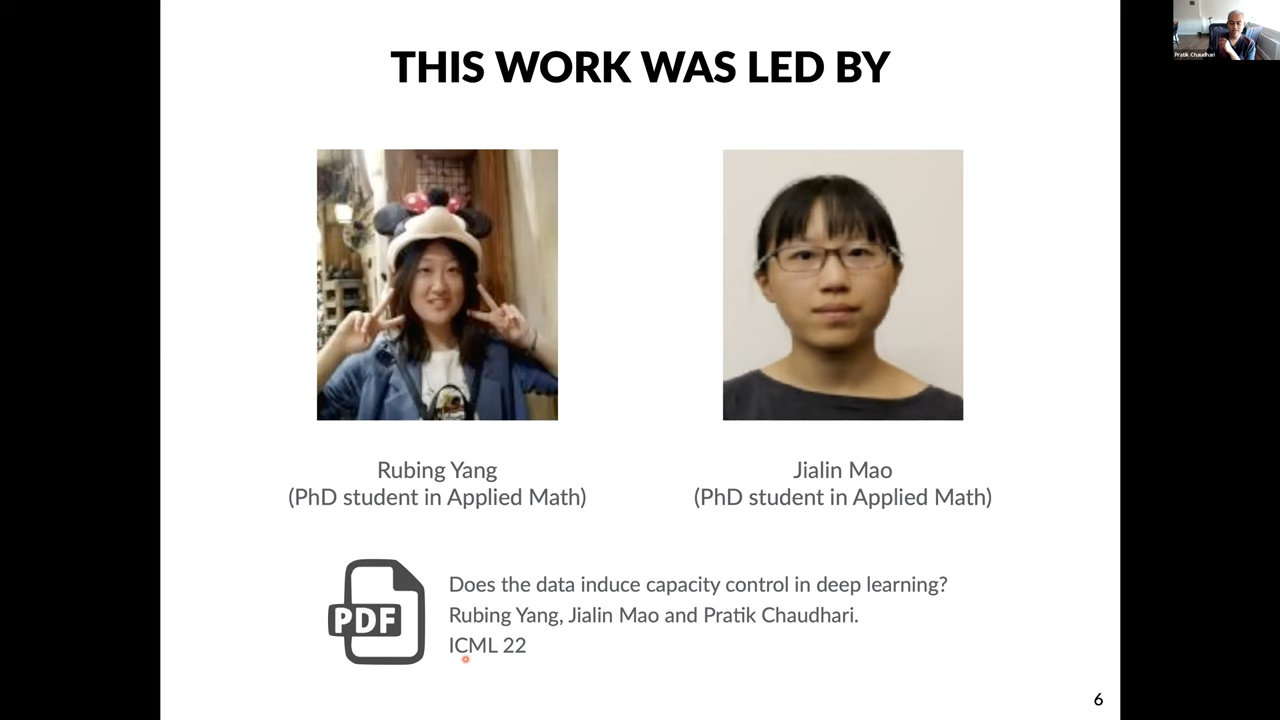 THIS WORK WAS LED BY
Pratik Chaudhari
Rubing Yang
(PhD student in Applied Math)
Jialin Mao
(PhD student in Applied Math)
PDF
Does the data induce capacity control in deep learning?
Rubing Yang, Jialin Mao and Pratik Chaudhari.
ICML 22
6